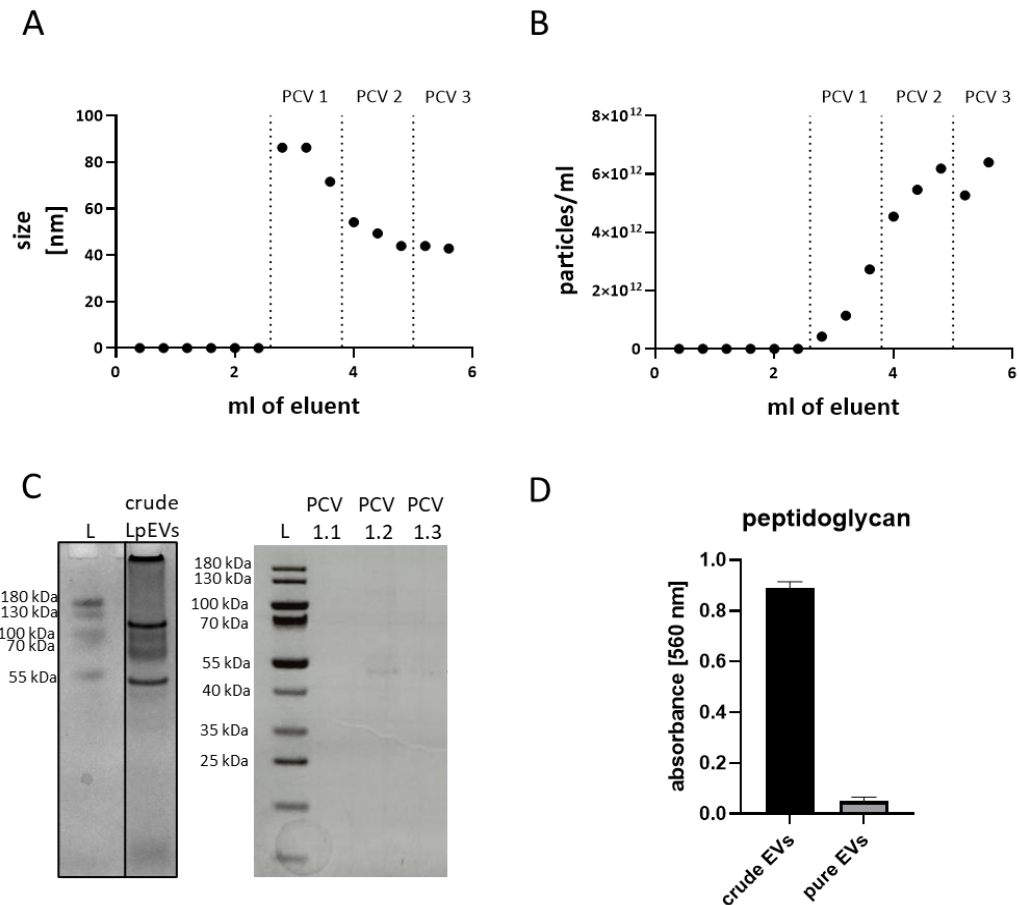 A
PCV 1 PCV 2 PCV 3
100
80
60
40
20
0
size
[nm]
0 2 4 6
ml of eluent
B
PCV 1 PCV 2 PCV 3
8×10¹²
6×10¹²
4×10¹²
2×10¹²
0
particles/ml
0 2 4 6
ml of eluent
C
crude
L LpEVs
180 kDa
130 kDa
100 kDa
70 kDa
55 kDa
PCV PCV PCV
L 1.1 1.2 1.3
180 kDa
130 kDa
100 kDa
70 kDa
55 kDa
40 kDa
35 kDa
25 kDa
D
peptidoglycan
1.0
0.8
0.6
0.4
0.2
0.0
absorbance [560 nm]
crude EVs
pure EVs